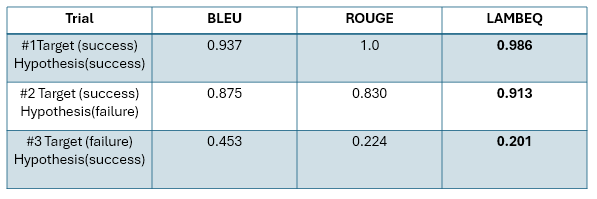 Trial BLEU ROUGE LAMBEQ
#1Target (success) 0.937 1.0 0.986
Hypothesis(success)
#2 Target (success) 0.875 0.830 0.913
Hypothesis(failure)
#3 Target (failure) 0.453 0.224 0.201
Hypothesis(success)